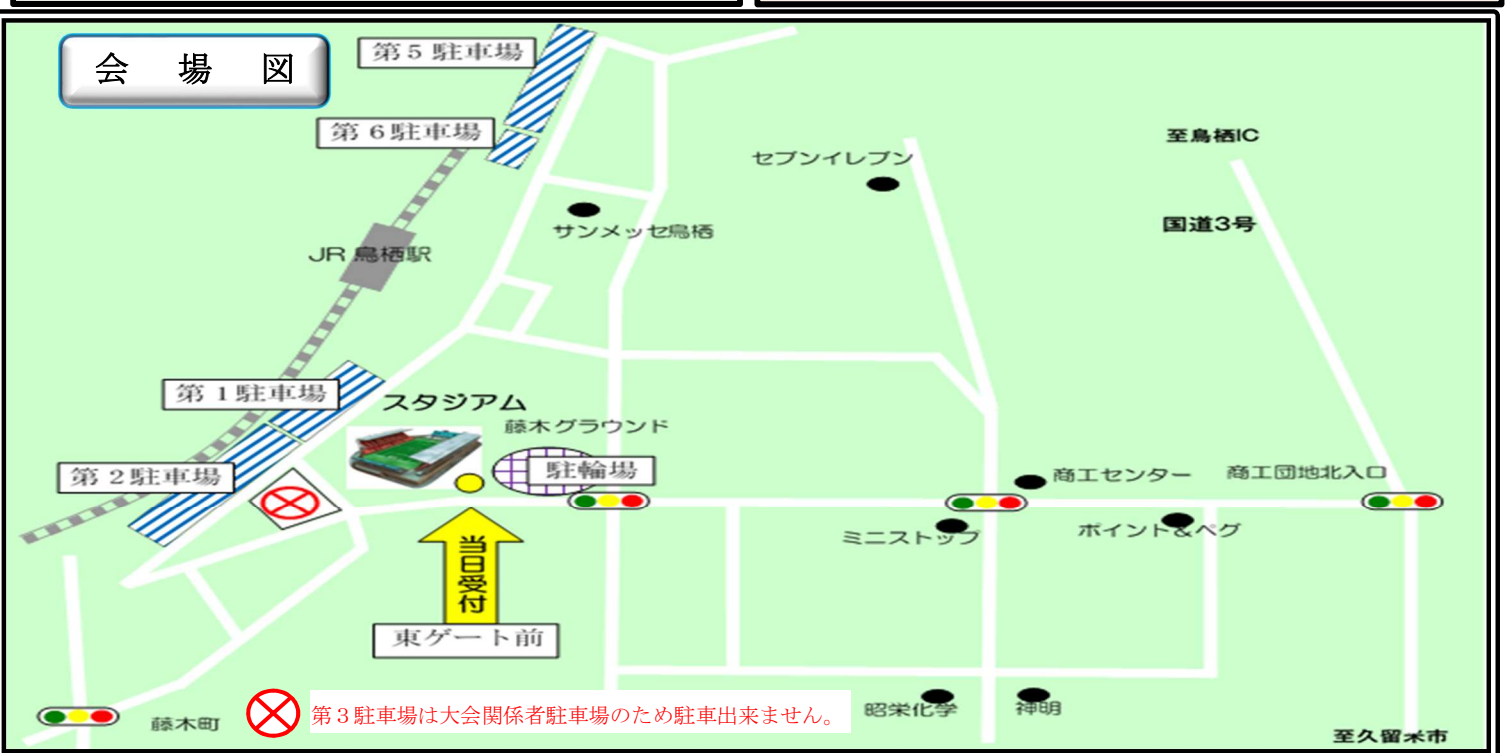 会 場 図
第５駐車場
第６駐車場
至鳥栖IC
セブンイレブン
国道3号
サンメッセ鳥栖
JR 鳥栖駅
第１駐車場
スタジアム
藤木グラウンド
第２駐車場
駐輪場
商工センター
商工団地北入口
ミニストップ
ポイント&ペグ
当日受付
東ゲート前
藤木町
第３駐車場は大会関係者駐車場のため駐車出来ません。
昭栄化学
神明
至久留米市